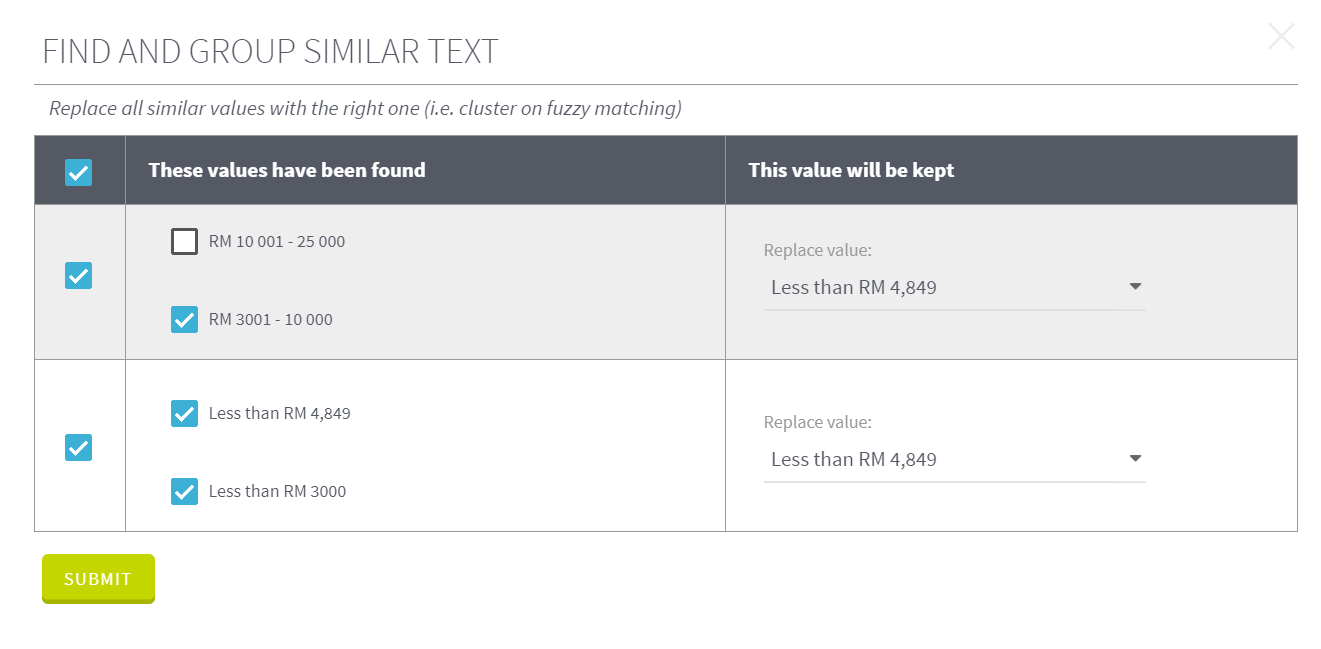 FIND AND GROUP SIMILAR TEXT
Replace all similar values with the right one (i.e. cluster on fuzzy matching)
These values have been found
This value will be kept
RM 10 001 - 25 000
RM 3001 - 10 000
Replace value:
Less than RM 4,849
Less than RM 4,849
Less than RM 3000
Replace value:
Less than RM 4,849
SUBMIT